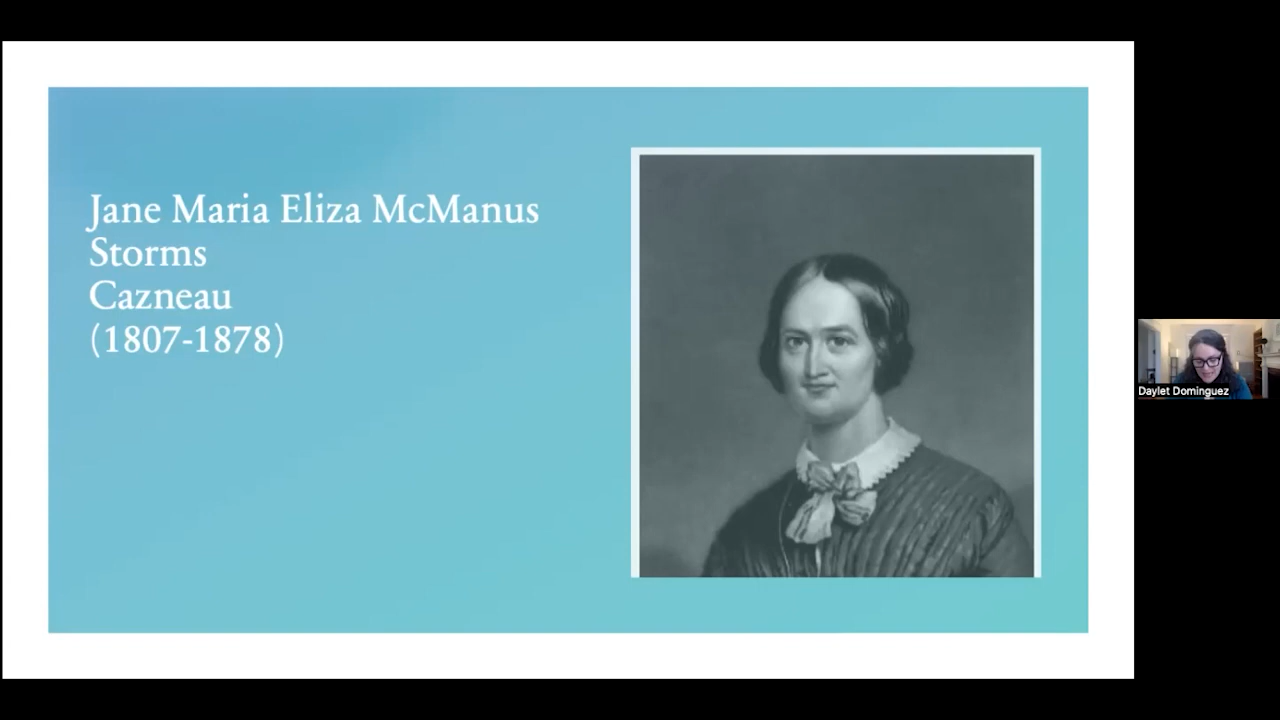 Jane Maria Eliza McManus
Storms
Cazneau
(1807-1878)
Daylet Dominguez